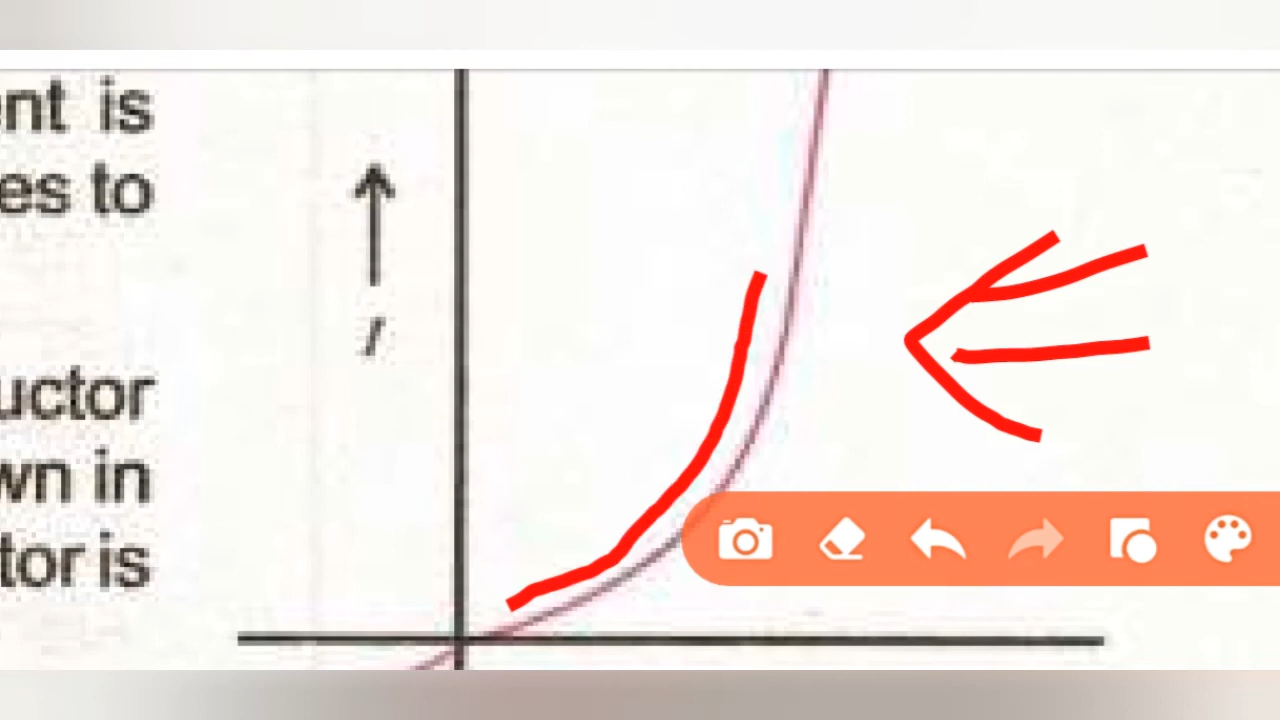 ent is
es to
uctor
wn in
tor is
I